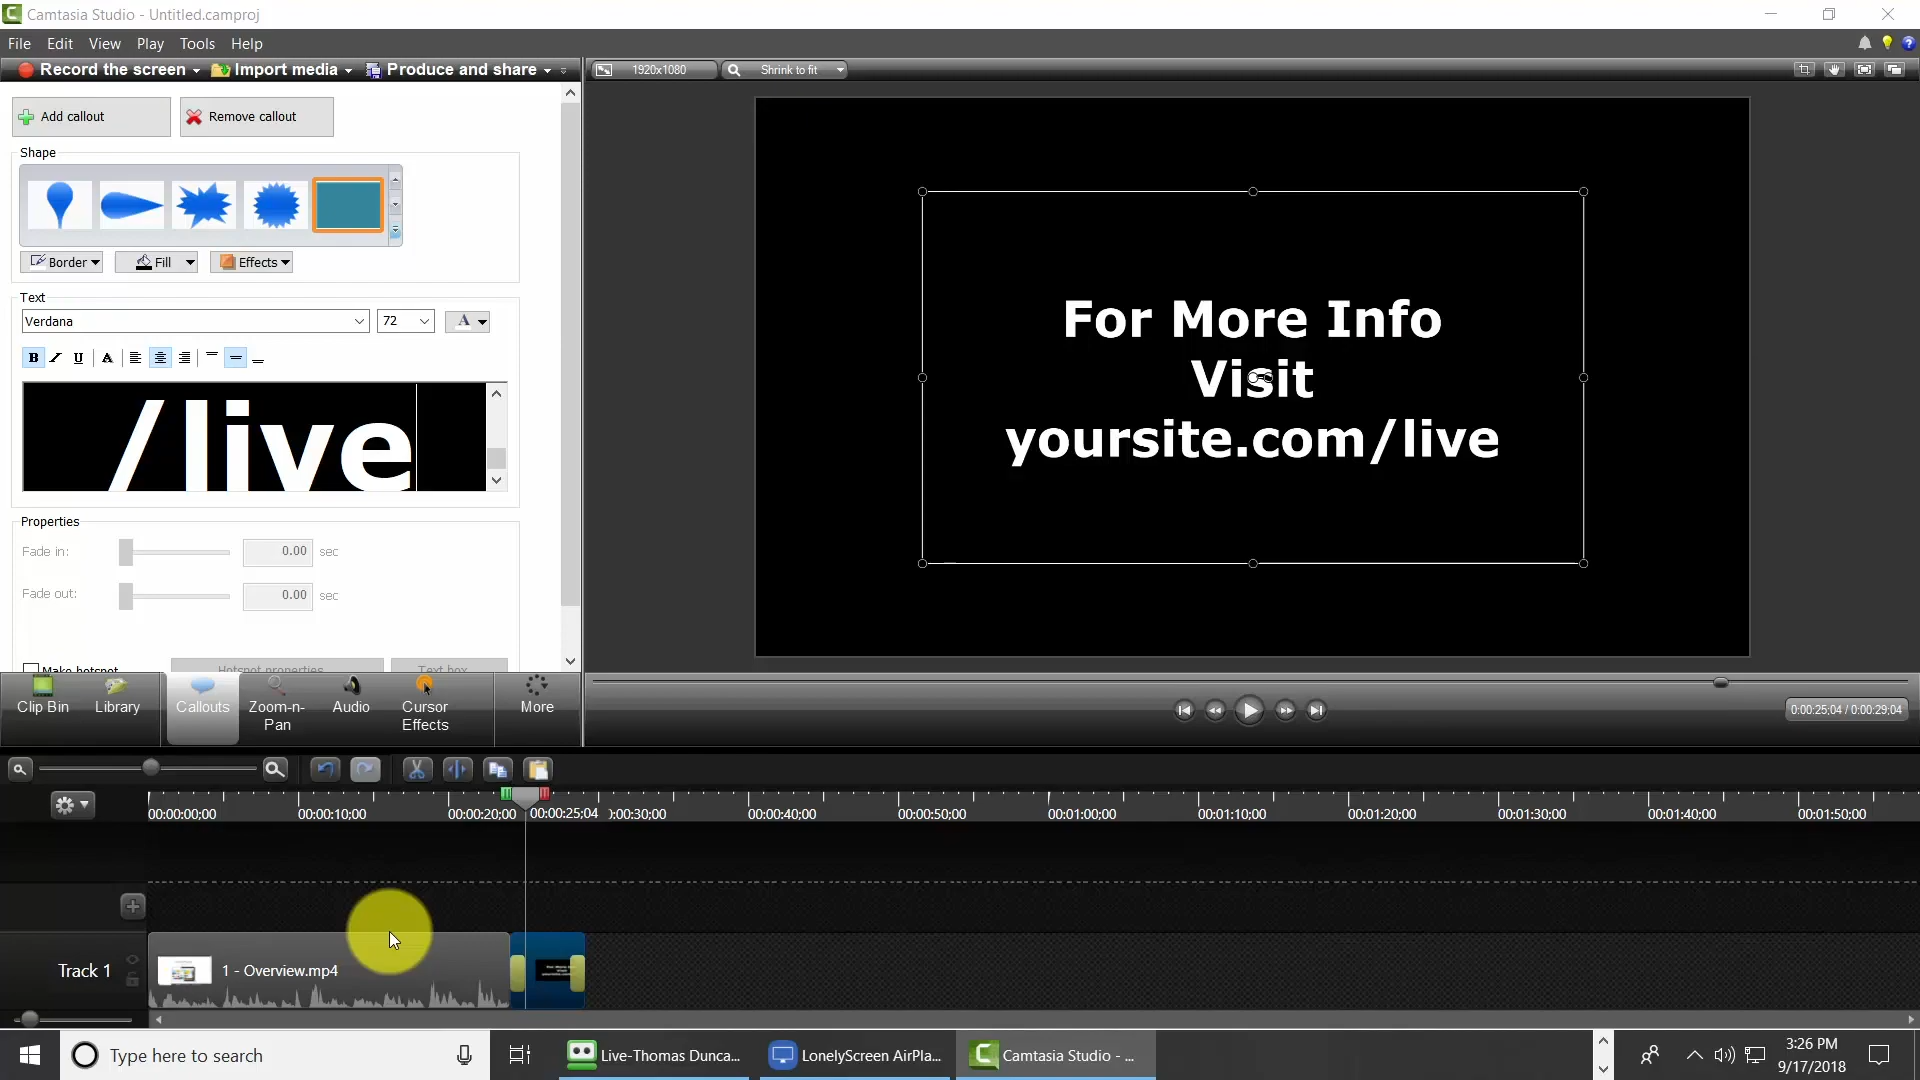 Camtasia Studio - Untitled.camproj
File Edit View Play Tools Help
Record the screen Import media Produce and share
1920x1080 Shrink to fit
Add callout Remove callout
Shape
Border Fill Effects
Text
Verdana 72 A
B I U A
/live
Properties
Fade in: 0.00 sec
Fade out: 0.00 sec
Make hotspot Hotspot properties Text box
For More Info
Visit
yoursite.com/live
Clip Bin Library Callouts Zoom-n-Pan Audio Cursor Effects More
0:00:25;04 / 0:00:29;04
00:00:00;00 00:00:10;00 00:00:20;00 00:00:25;04 0:00:30;00 00:00:40;00 00:00:50;00 00:01:00;00 00:01:10;00 00:01:20;00 00:01:30;00 00:01:40;00 00:01:50;00
Track 1 1 - Overview.mp4
Type here to search Live-Thomas Dunca... LonelyScreen AirPla... Camtasia Studio - ...
3:26 PM
9/17/2018